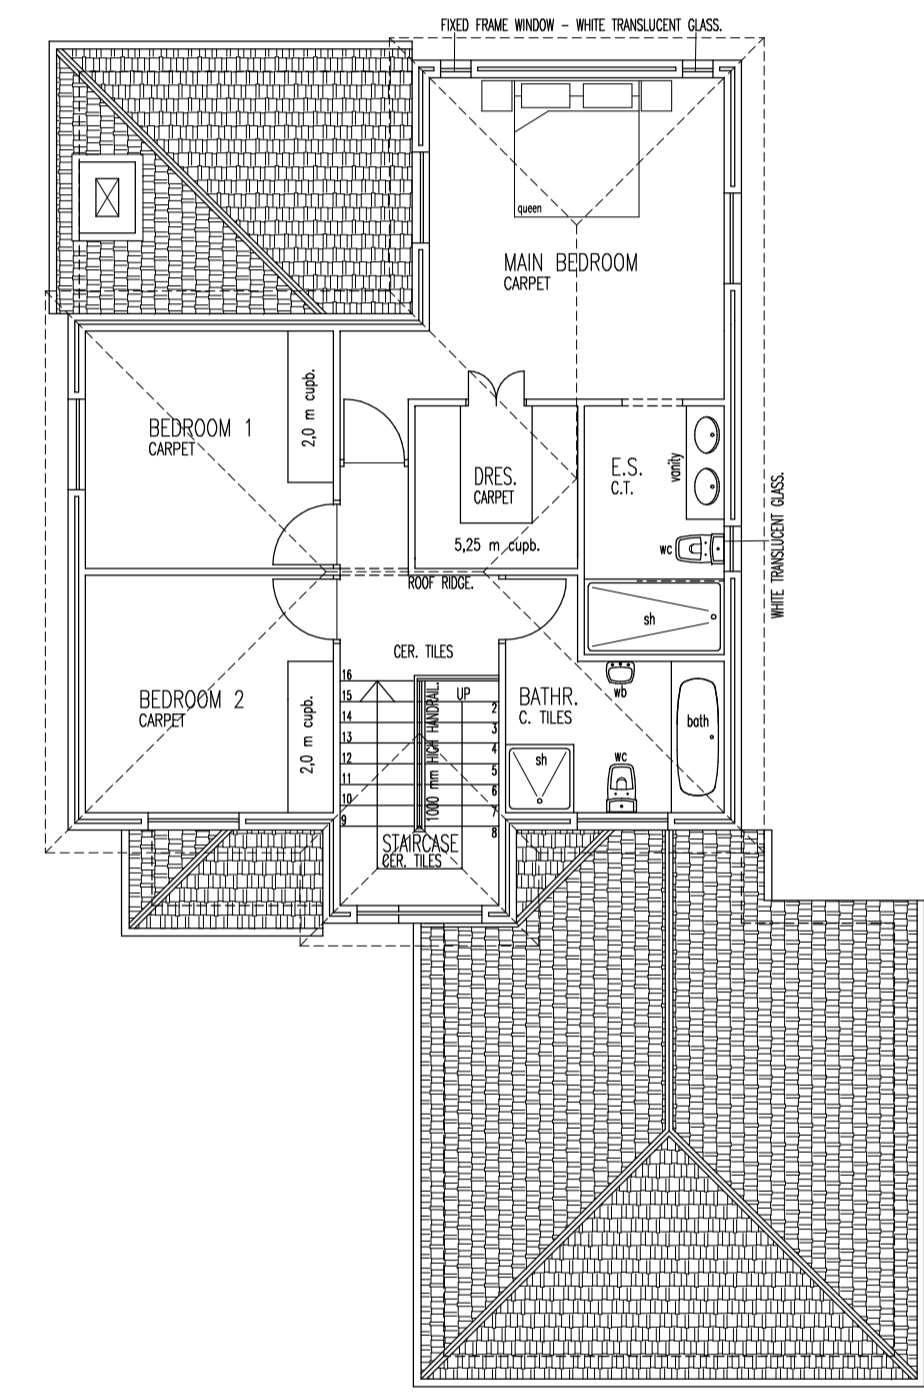 FIXED FRAME WINDOW – WHITE TRANSLUCENT GLASS.
queen
MAIN BEDROOM
CARPET
2,0 m cupb.
BEDROOM 1
CARPET
DRES.
CARPET
E.S.
C.T.
vanity
5,25 m cupb.
wc
WHITE TRANSLUCENT GLASS.
ROOF RIDGE.
sh
CER. TILES
BEDROOM 2
CARPET
2,0 m cupb.
16
15
14
13
12
11
10
9
UP
1000 mm HIGH HANDRAIL.
2
3
4
5
6
7
8
BATHR.
C. TILES
wb
bath
sh
wc
STAIRCASE
CER. TILES